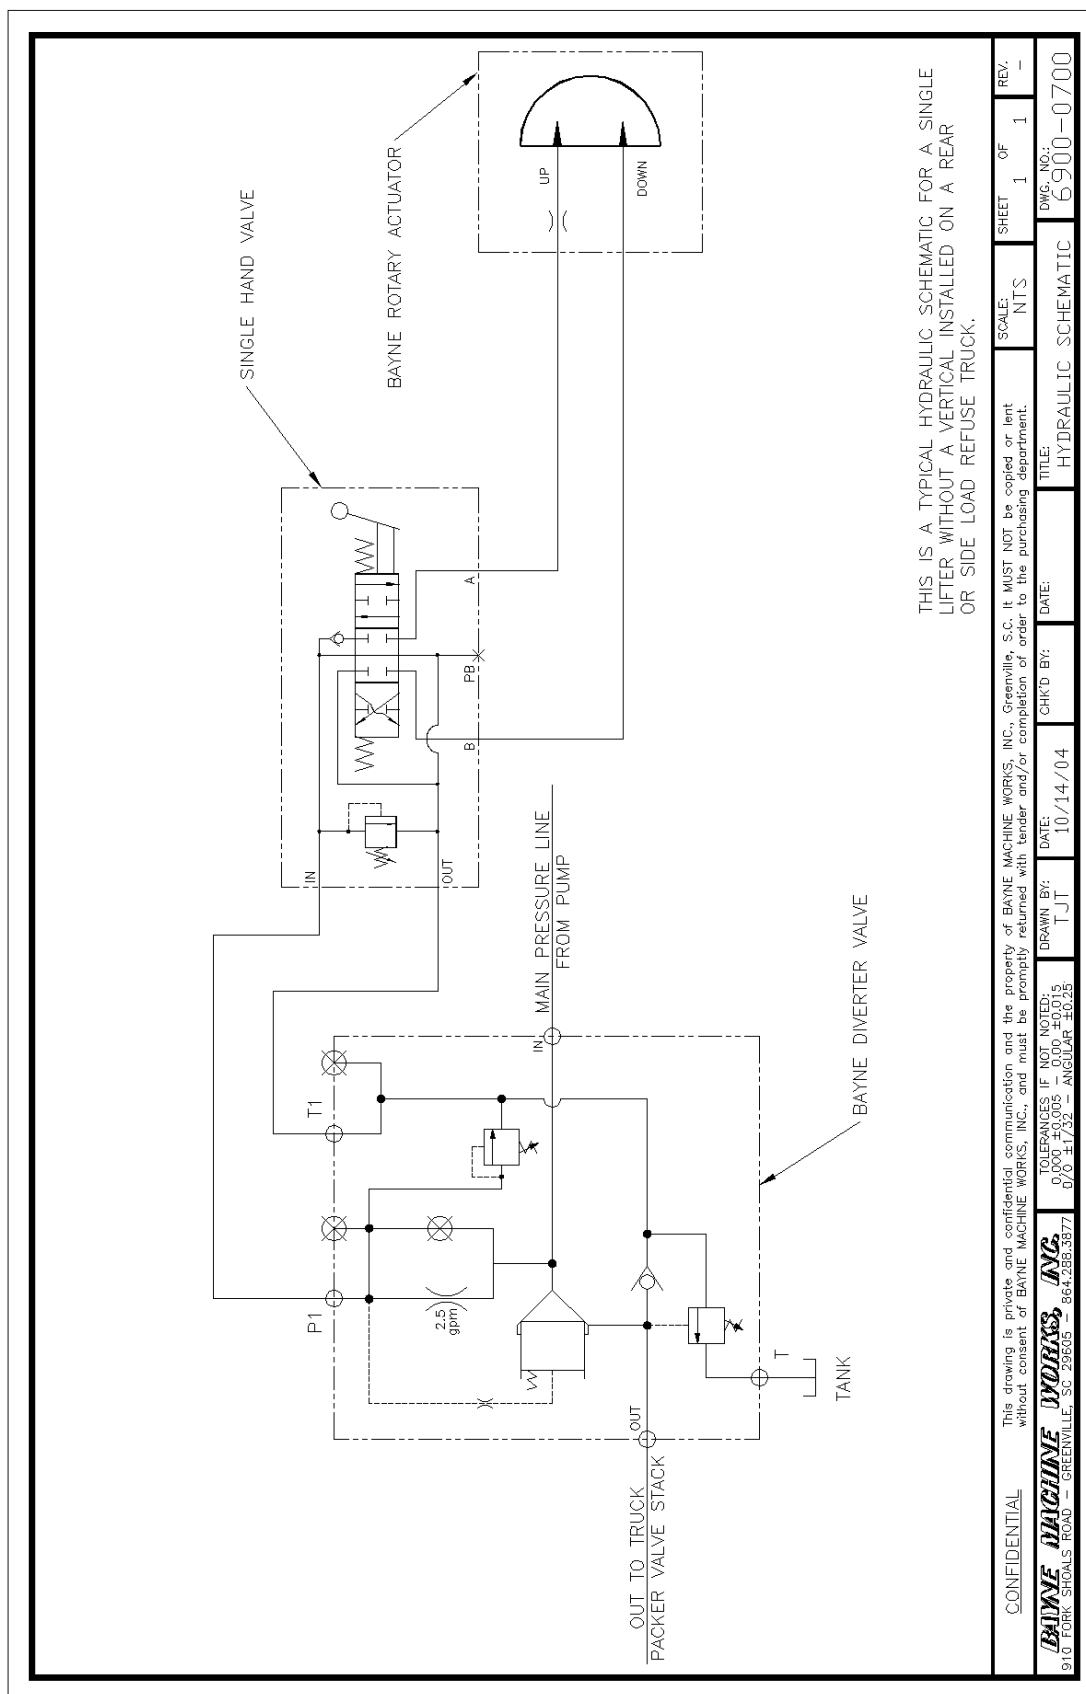 SINGLE HAND VALVE
BAYNE ROTARY ACTUATOR
UP
DOWN
A
PB
B
IN
OUT
MAIN PRESSURE LINE
FROM PUMP
IN
T1
P1
2.5
gpm
BAYNE DIVERTER VALVE
T
TANK
OUT
OUT TO TRUCK
PACKER VALVE STACK
THIS IS A TYPICAL HYDRAULIC SCHEMATIC FOR A SINGLE
LIFTER WITHOUT A VERTICAL INSTALLED ON A REAR
OR SIDE LOAD REFUSE TRUCK.
CONFIDENTIAL
This drawing is private and confidential communication and the property of BAYNE MACHINE WORKS, INC., Greenville, S.C. It MUST NOT be copied or lent
without consent of BAYNE MACHINE WORKS, INC., and must be promptly returned with tender and/or completion of order to the purchasing department.
SCALE:
NTS
SHEET 1 OF 1
REV.
-
BAYNE MACHINE WORKS, INC.
910 FORK SHOALS ROAD - GREENVILLE, SC 29605 - 864.288.3877
TOLERANCES IF NOT NOTED:
0.000 ±0.005 - 0.00 ±0.015
0/0 ±1/32 - ANGULAR ±0.25
DRAWN BY:
TJT
DATE:
10/14/04
CHK'D BY:
DATE:
TITLE:
HYDRAULIC SCHEMATIC
DWG. NO.:
6900-0700